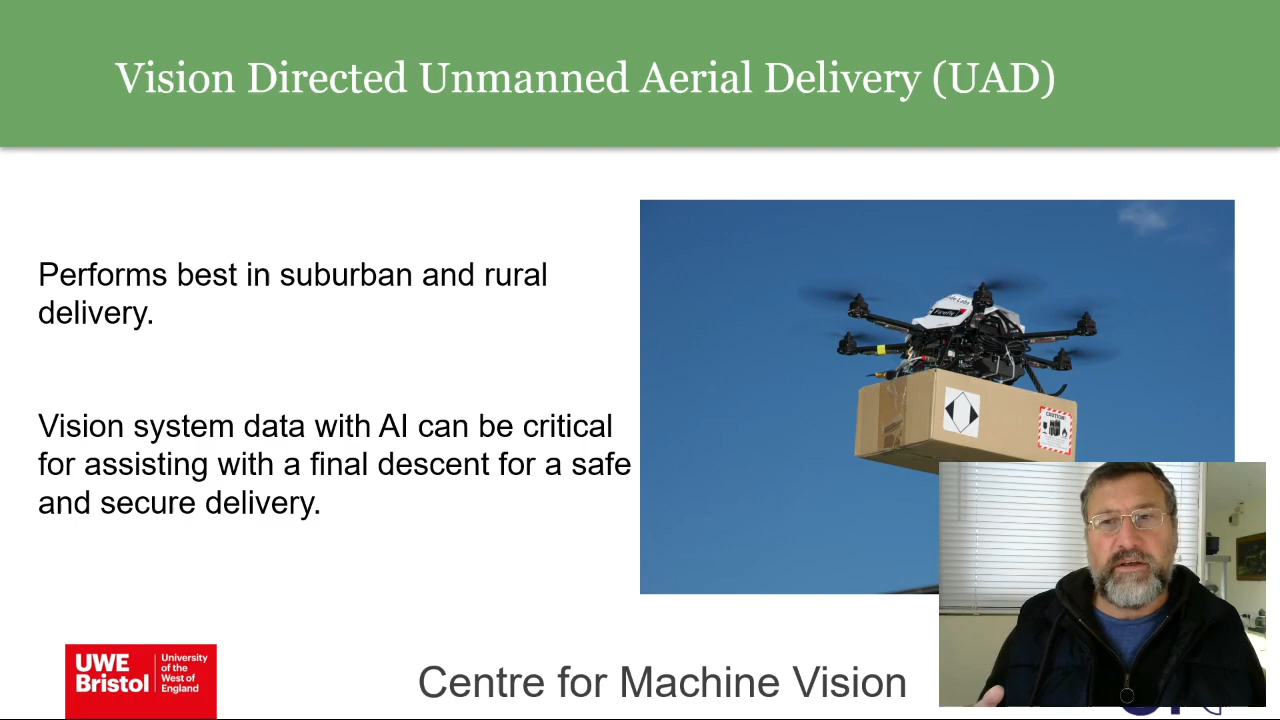 Vision Directed Unmanned Aerial Delivery (UAD)
Performs best in suburban and rural
delivery.
Vision system data with AI can be critical
for assisting with a final descent for a safe
and secure delivery.
Firefly
CAUTION!
UWE
Bristol
University
of the
West of
England
Centre for Machine Vision